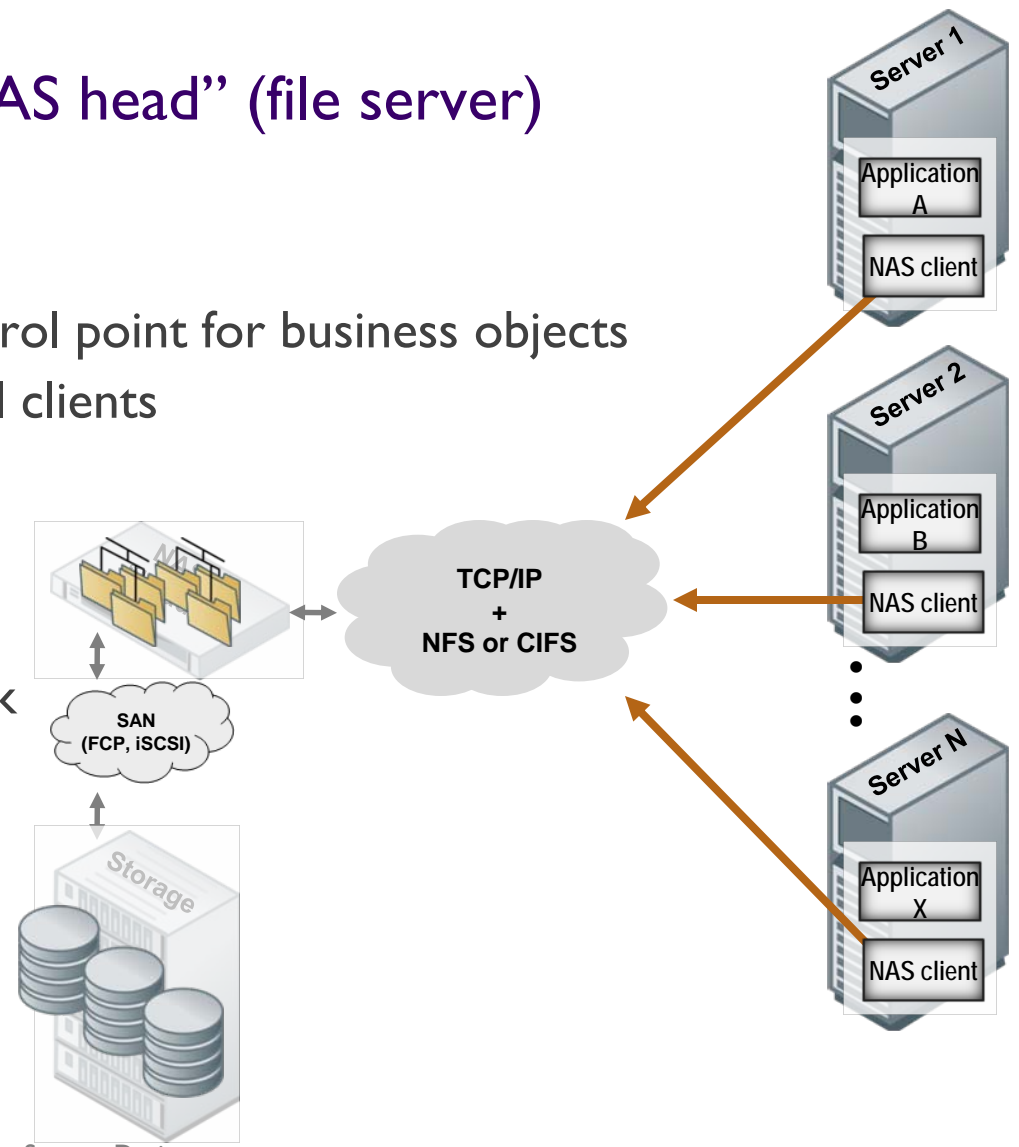 AS head” (file server)
rol point for business objects
l clients
Server 1
Application
A
NAS client
Server 2
Application
B
NAS client
NAS
TCP/IP
+
NFS or CIFS
SAN
(FCP, iSCSI)
Storage
Server N
Application
X
NAS client